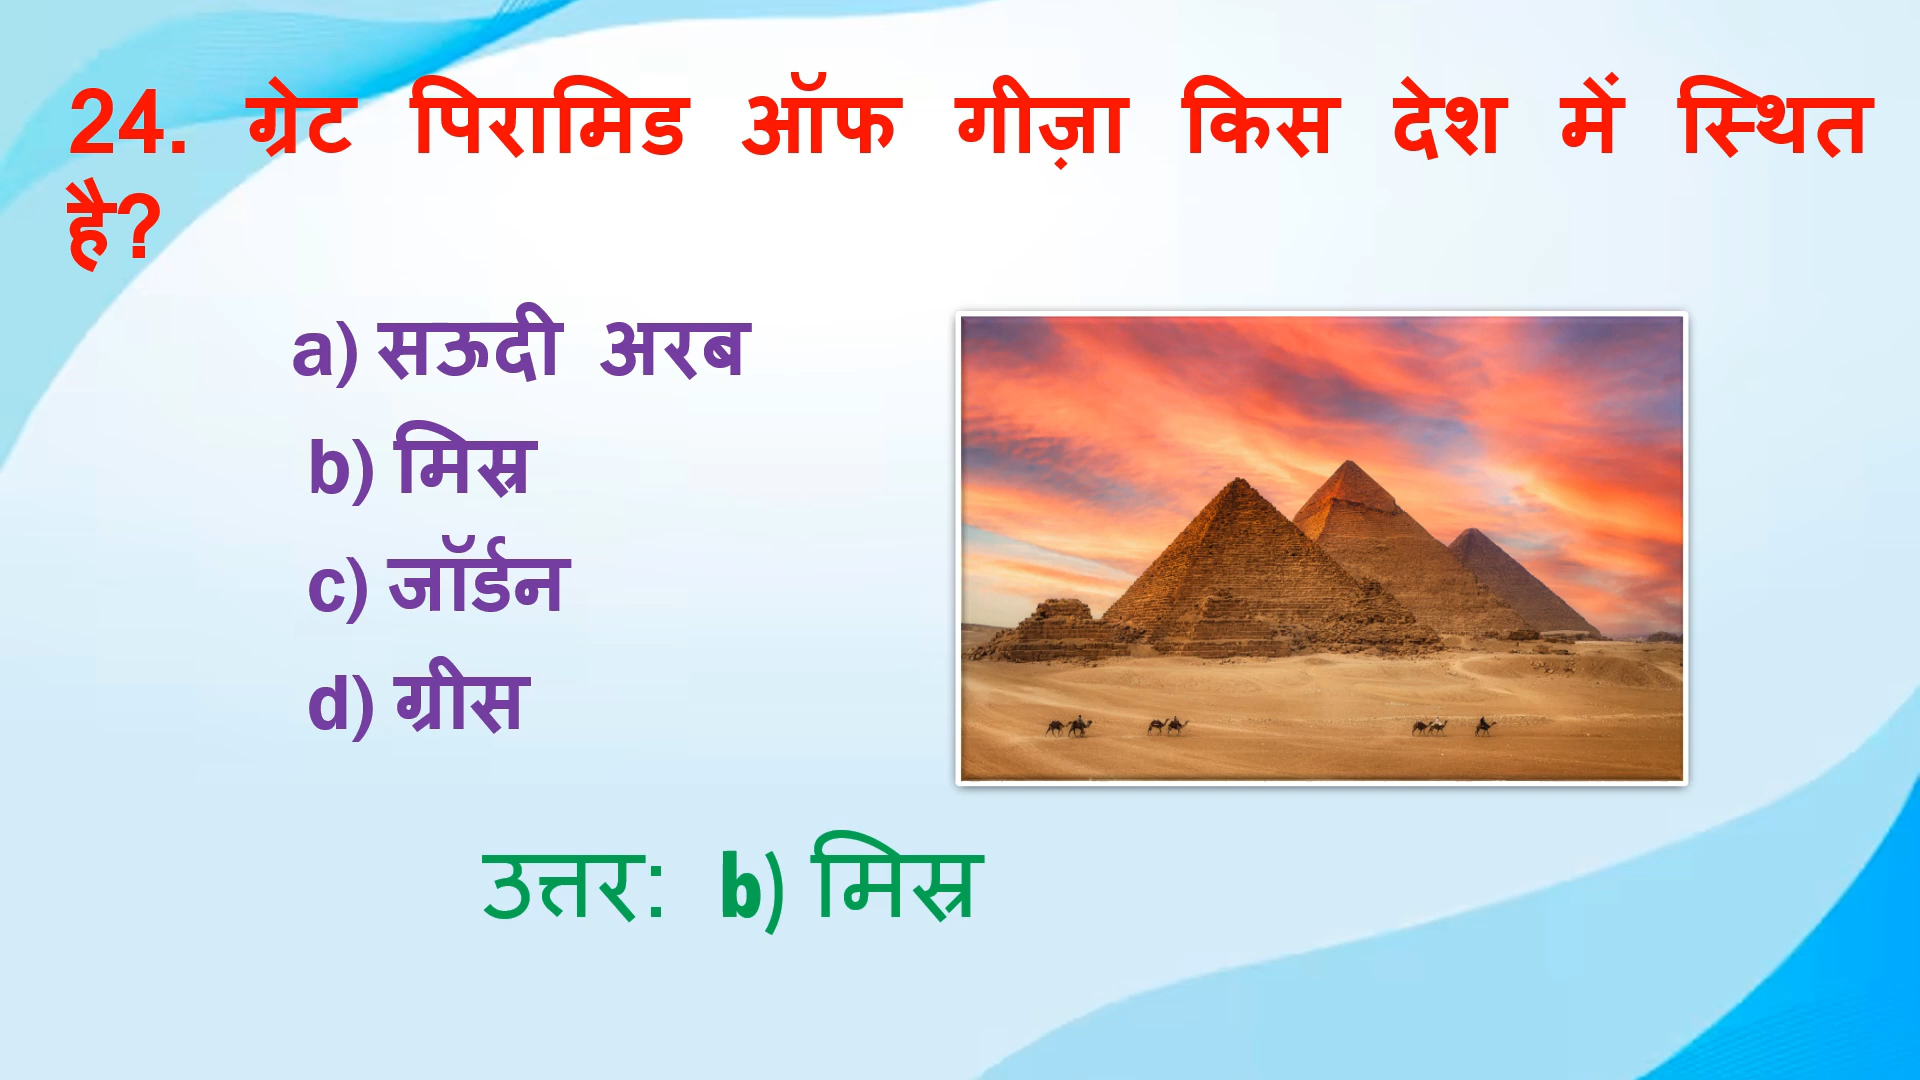 24. ग्रेट पिरामिड ऑफ गीज़ा किस देश में स्थित
है?
a) सऊदी अरब
b) मिस्र
c) जॉर्डन
d) ग्रीस
उत्तर: b) मिस्र